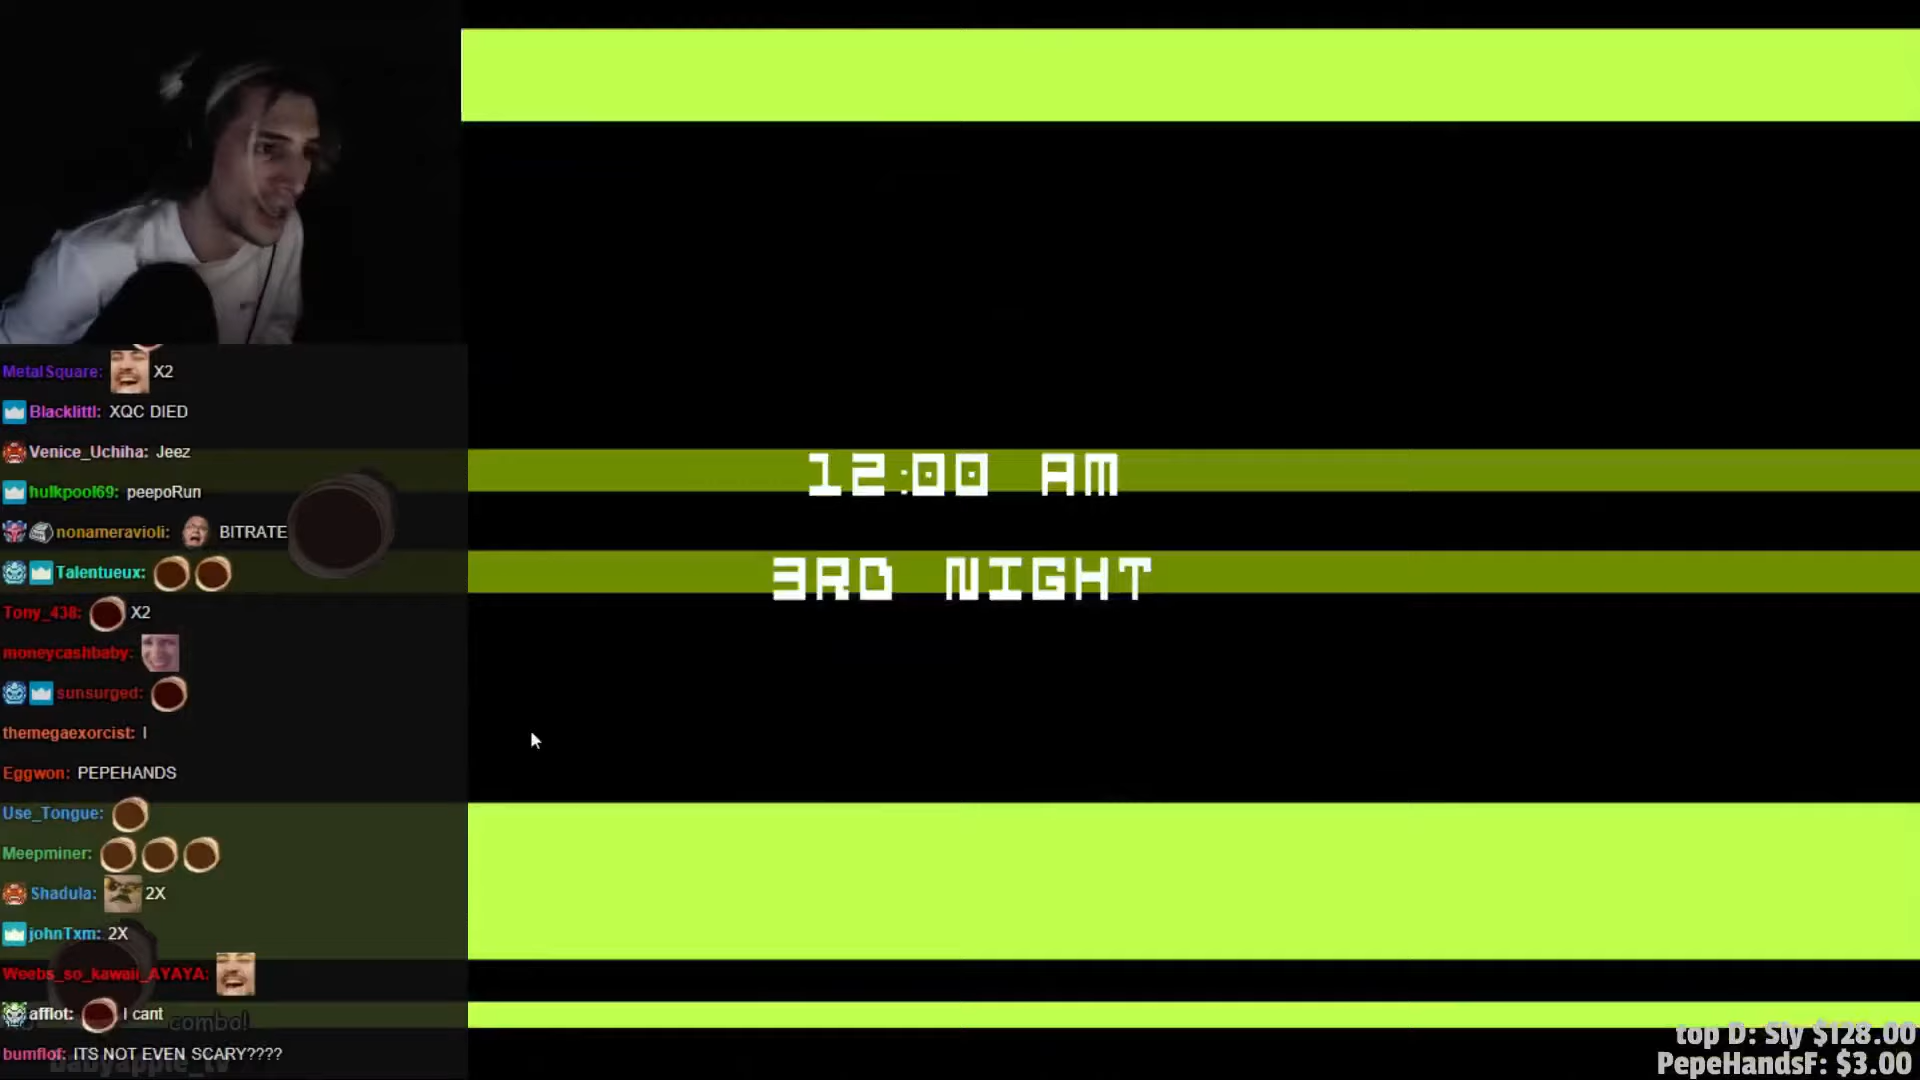 MetalSquare: X2
Blacklittl: XQC DIED
Venice_Uchiha: Jeez
hulkpool69: peepoRun
nonameravioli: BITRATE
Talentueux:
Tony_438: X2
moneycashbaby:
sunsurged:
themegaexorcist: I
Eggwon: PEPEHANDS
Use_Tongue:
Meepminer:
Shadula: 2X
johnTxm: 2X
Weebs_so_kawaii_AYAYA:
afflot: I cant
combo!
bumflof: ITS NOT EVEN SCARY????
babyapple_tv
12:00 AM
3RD NIGHT
top D: Sly $128.00
PepeHandsF: $3.00